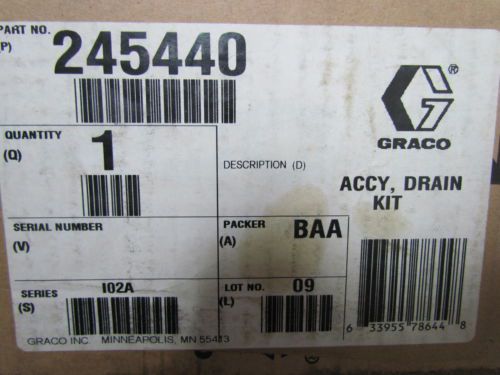 PART NO.
(P)
245440
®
GRACO
QUANTITY
(Q)
1
DESCRIPTION (D)
ACCY, DRAIN
KIT
SERIAL NUMBER
(V)
PACKER
(A)
BAA
SERIES
(S)
I02A
LOT NO.
(L)
09
6 33955 78644 8
GRACO INC MINNEAPOLIS, MN 55413